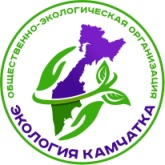 ОБЩЕСТВЕННО-ЭКОЛОГИЧЕСКАЯ ОРГАНИЗАЦИЯ
ЭКОЛОГИЯ КАМЧАТКА